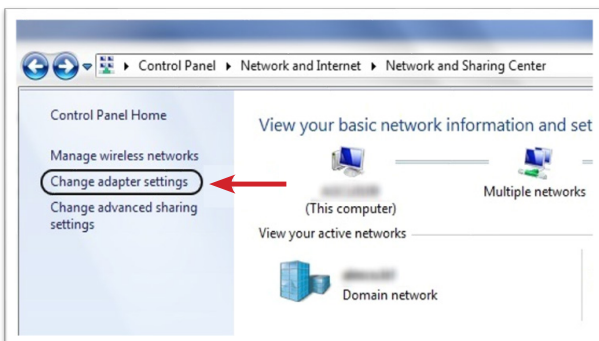 Control Panel Network and Internet Network and Sharing Center
Control Panel Home
Manage wireless networks
Change adapter settings
Change advanced sharing
settings
View your basic network information and set
(This computer)
Multiple networks
View your active networks
Domain network